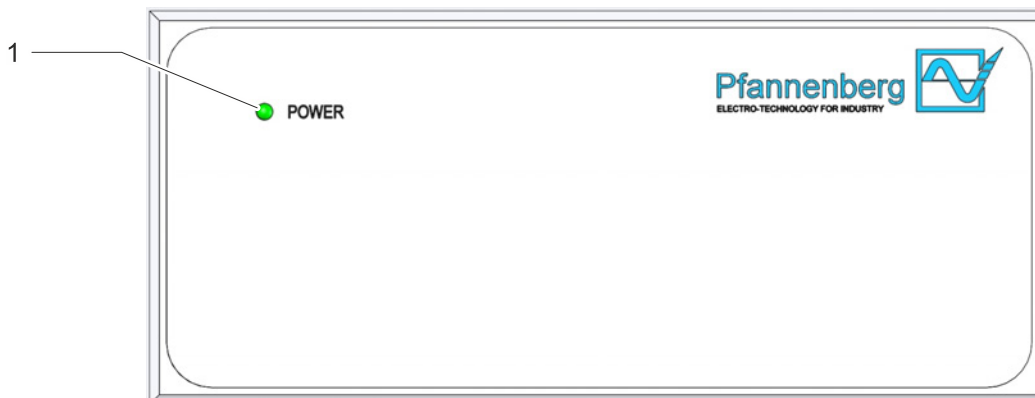 1
POWER
Pfannenberg
ELECTRO-TECHNOLOGY FOR INDUSTRY